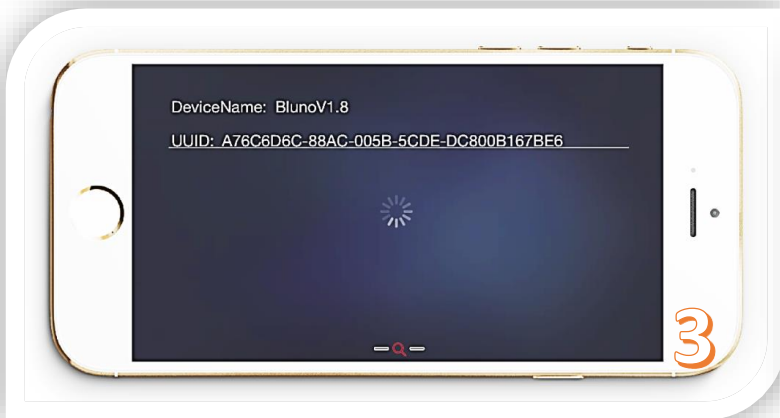 DeviceName: BlunoV1.8
UUID: A76C6D6C-88AC-005B-5CDE-DC800B167BE6
3